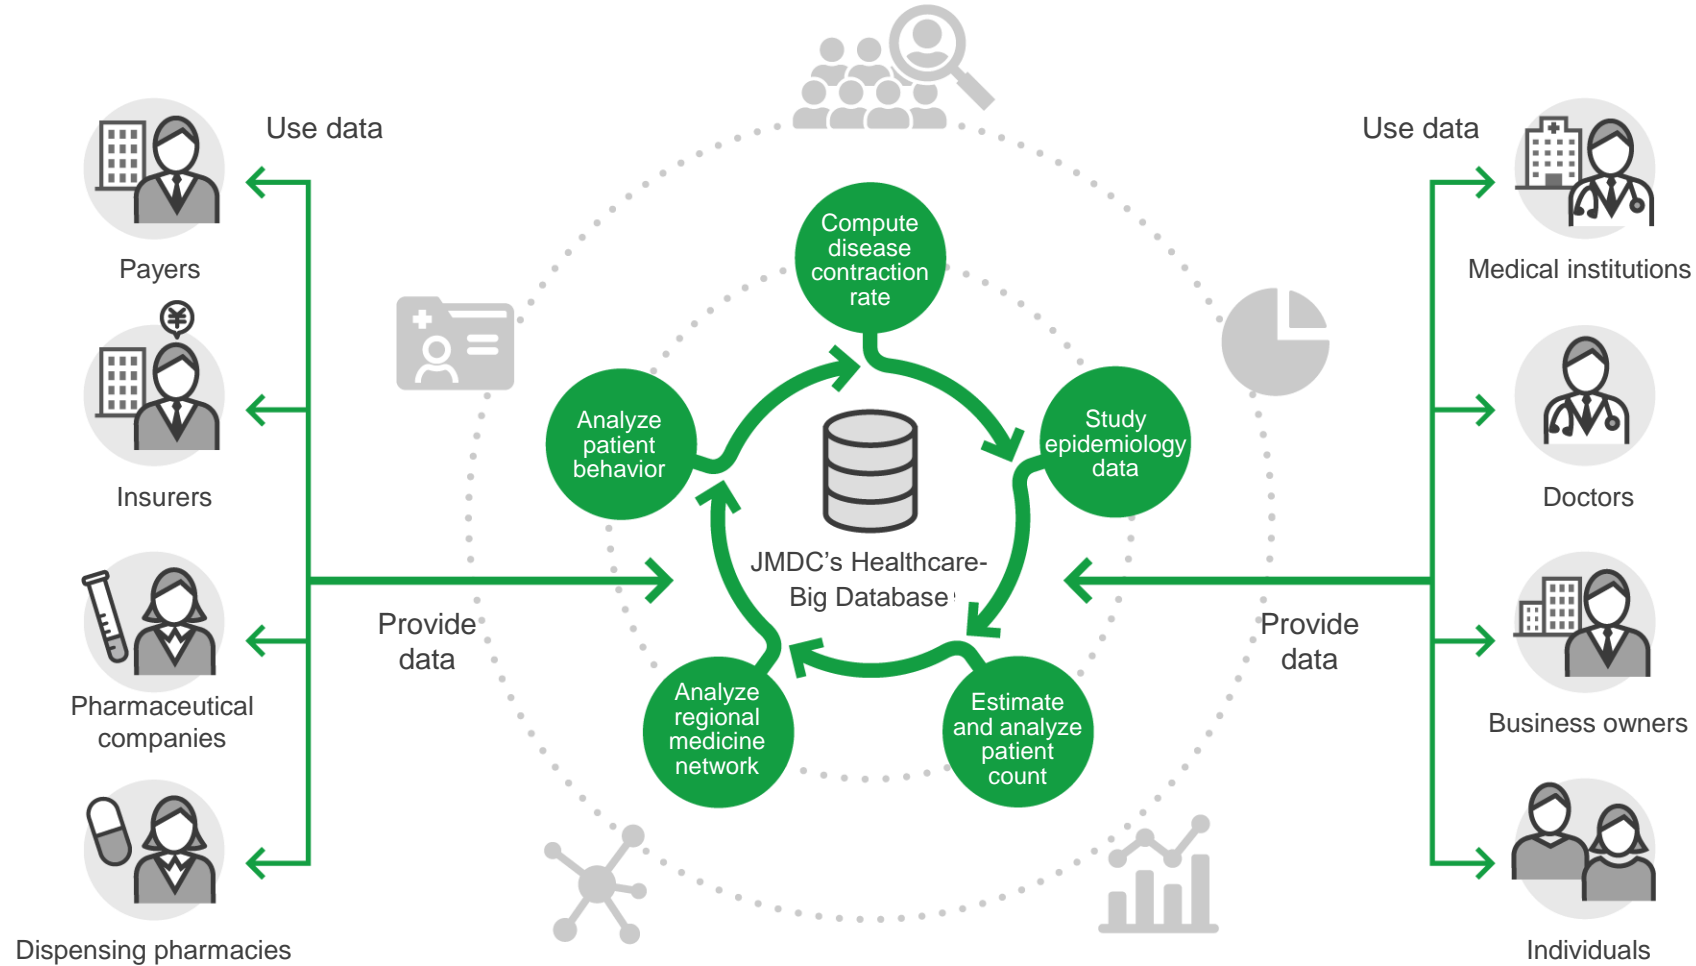 Use data
Payers
¥
Insurers
Pharmaceutical
companies
Dispensing pharmacies
Provide
data
Compute
disease
contraction
rate
Analyze
patient
behavior
Study
epidemiology
data
JMDC’s Healthcare-
Big Database
Analyze
regional
medicine
network
Estimate
and analyze
patient
count
Use data
Medical institutions
Doctors
Provide
data
Business owners
Individuals